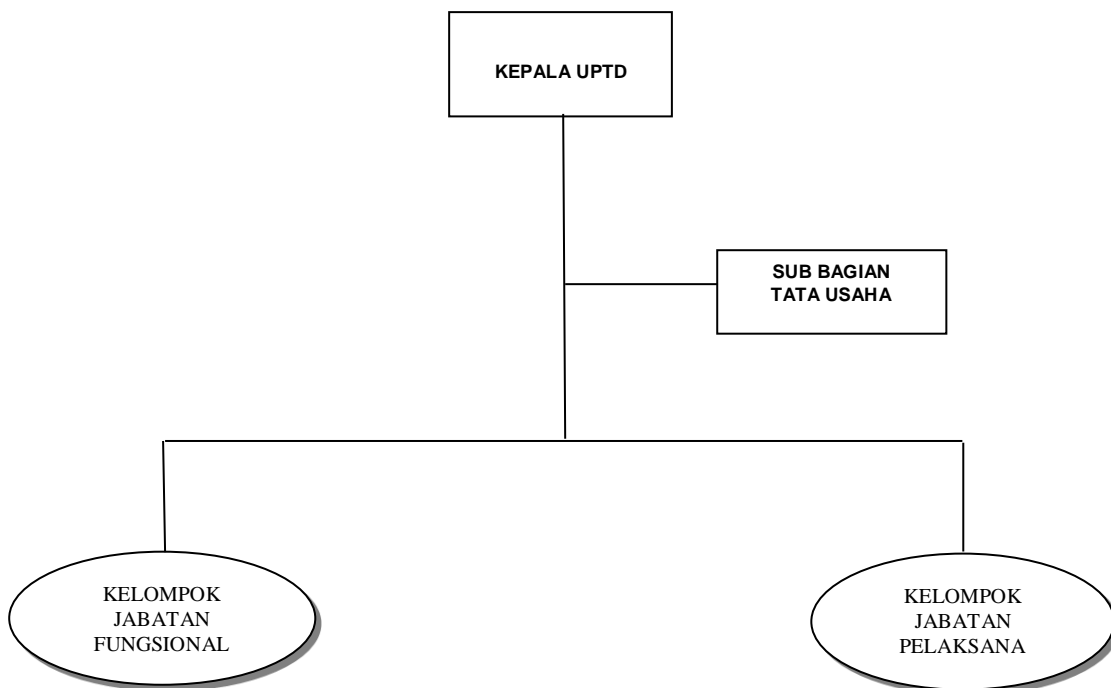 KEPALA UPTD
SUB BAGIAN
TATA USAHA
KELOMPOK
JABATAN
FUNGSIONAL
KELOMPOK
JABATAN
PELAKSANA